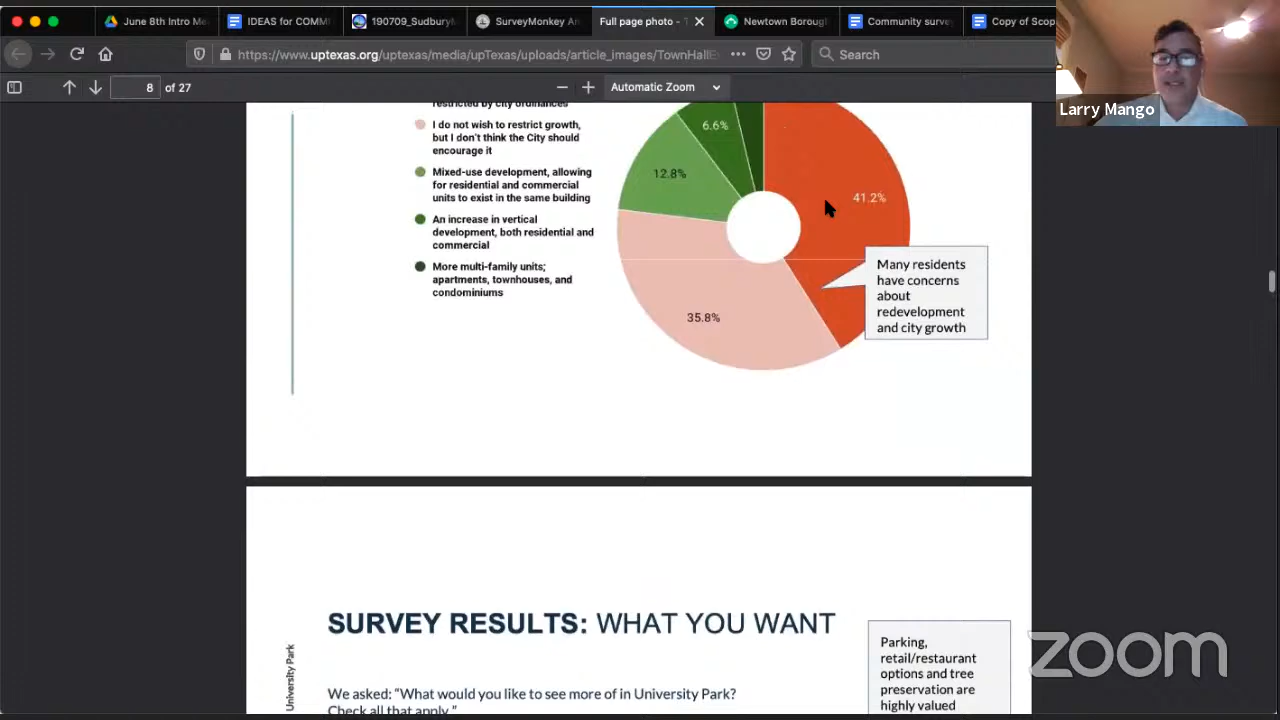 June 8th Intro Me
IDEAS for COMM
190709_Sudbury
SurveyMonkey An
Full page photo -
Newtown Borough
Community surve
Copy of Scop
https://www.uptexas.org/uptexas/media/upTexas/uploads/article_images/TownHall
Search
8 of 27
Automatic Zoom
Larry Mango
restricted by city ordinances
I do not wish to restrict growth,
but I don't think the City should
encourage it
Mixed-use development, allowing
for residential and commercial
units to exist in the same building
An increase in vertical
development, both residential and
commercial
More multi-family units;
apartments, townhouses, and
condominiums
6.6%
12.8%
41.2%
35.8%
Many residents
have concerns
about
redevelopment
and city growth
SURVEY RESULTS: WHAT YOU WANT
University Park
We asked: "What would you like to see more of in University Park?
Check all that apply."
Parking,
retail/restaurant
options and tree
preservation are
highly valued
zoom